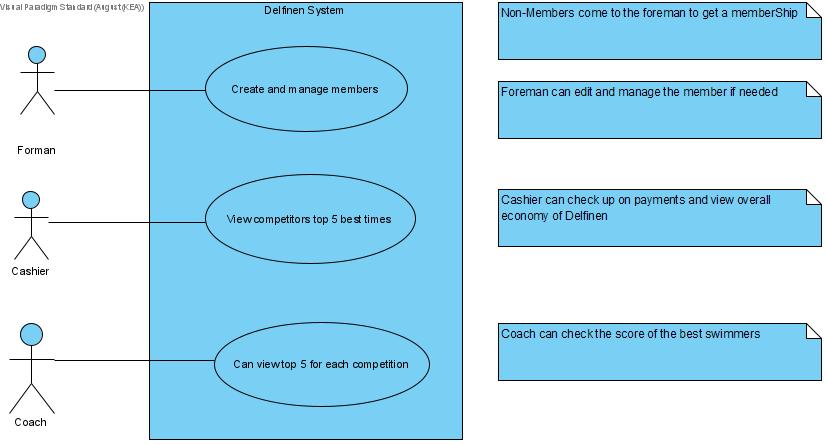 Visual Paradigm Standard (August(KEA))
Delfinen System
Non-Members come to the foreman to get a memberShip
Create and manage members
Foreman can edit and manage the member if needed
Forman
View competitors top 5 best times
Cashier can check up on payments and view overall
economy of Delfinen
Cashier
Can view top 5 for each competition
Coach can check the score of the best swimmers
Coach